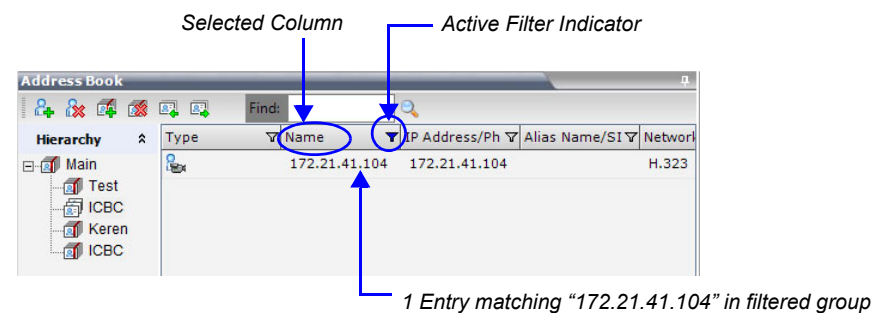 Selected Column
Active Filter Indicator
Address Book
Find:
Hierarchy
Type Name IP Address/Ph Alias Name/SI Network
Main
172.21.41.104 172.21.41.104 H.323
Test
ICBC
Keren
ICBC
1 Entry matching “172.21.41.104” in filtered group